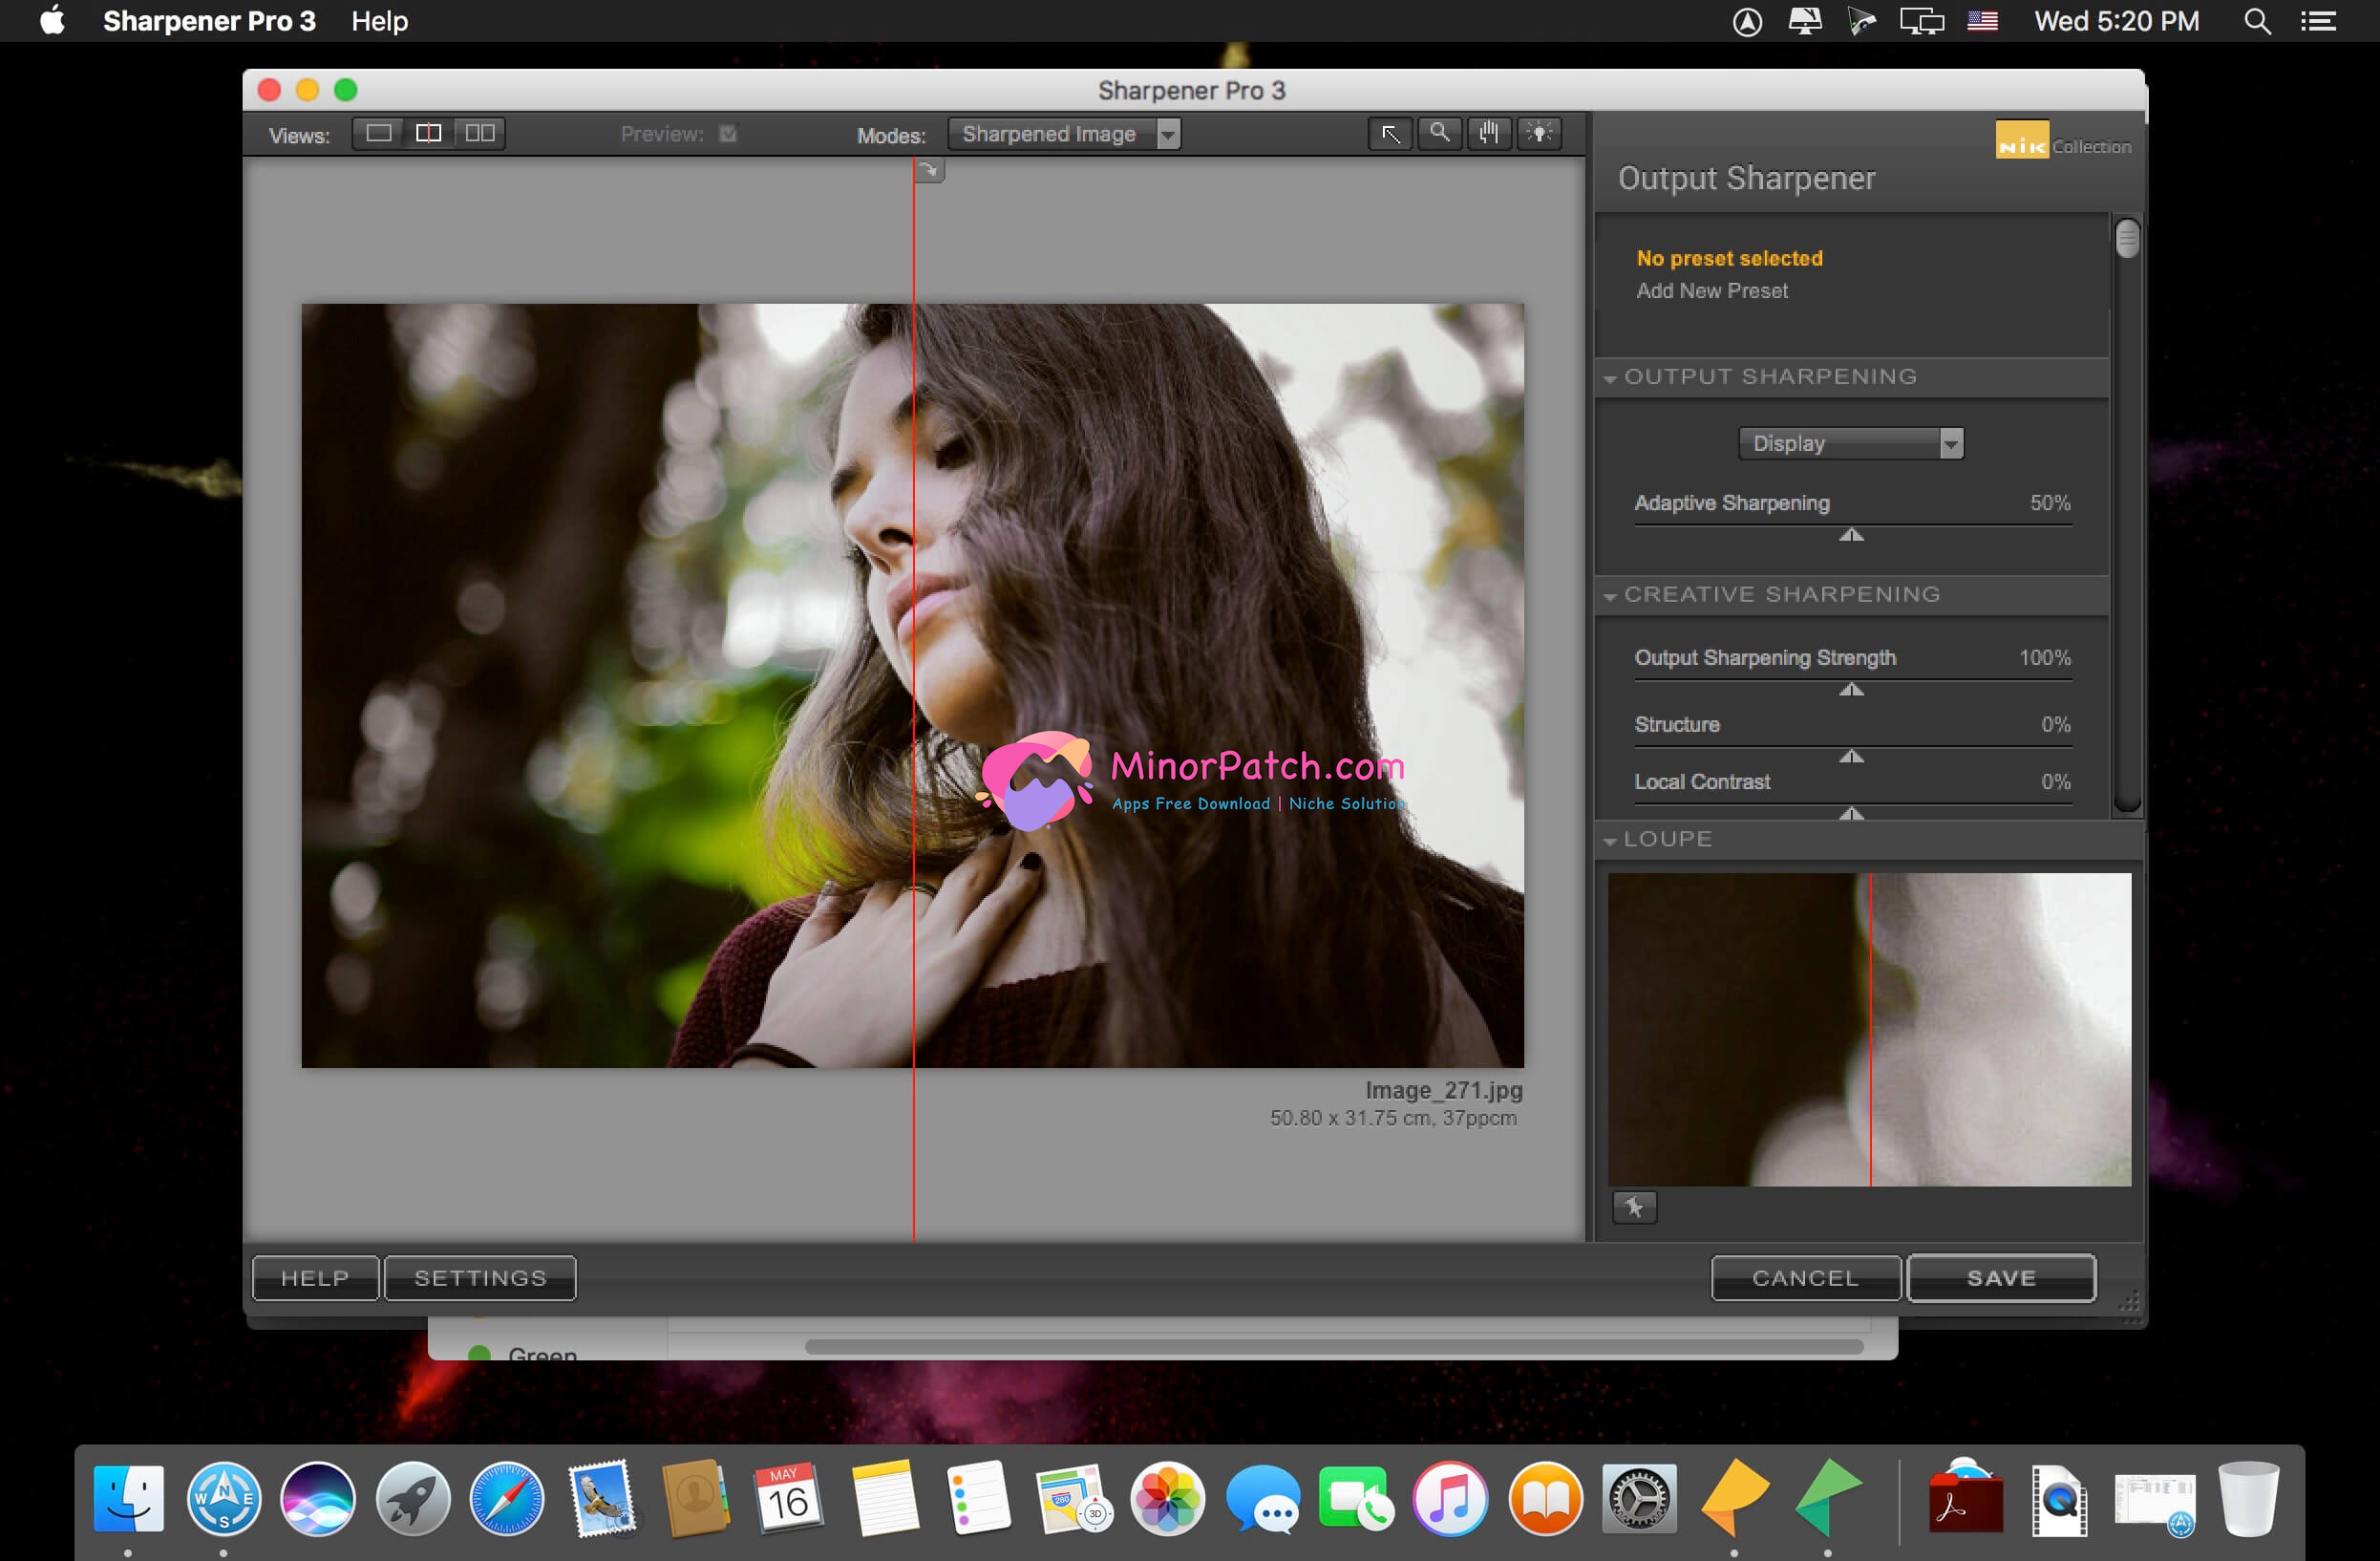 Sharpener Pro 3 Help
Wed 5:20 PM
Sharpener Pro 3
Views:
Preview:
Modes: Sharpened Image
NiK Collection
Output Sharpener
No preset selected
Add New Preset
OUTPUT SHARPENING
Display
Adaptive Sharpening 50%
CREATIVE SHARPENING
Output Sharpening Strength 100%
Structure 0%
Local Contrast 0%
LOUPE
MinorPatch.com
Apps Free Download | Niche Solution
Image_271.jpg
50.80 x 31.75 cm, 37ppcm
HELP SETTINGS
CANCEL SAVE
Green
N
W E
S
MAY
16
280
3D